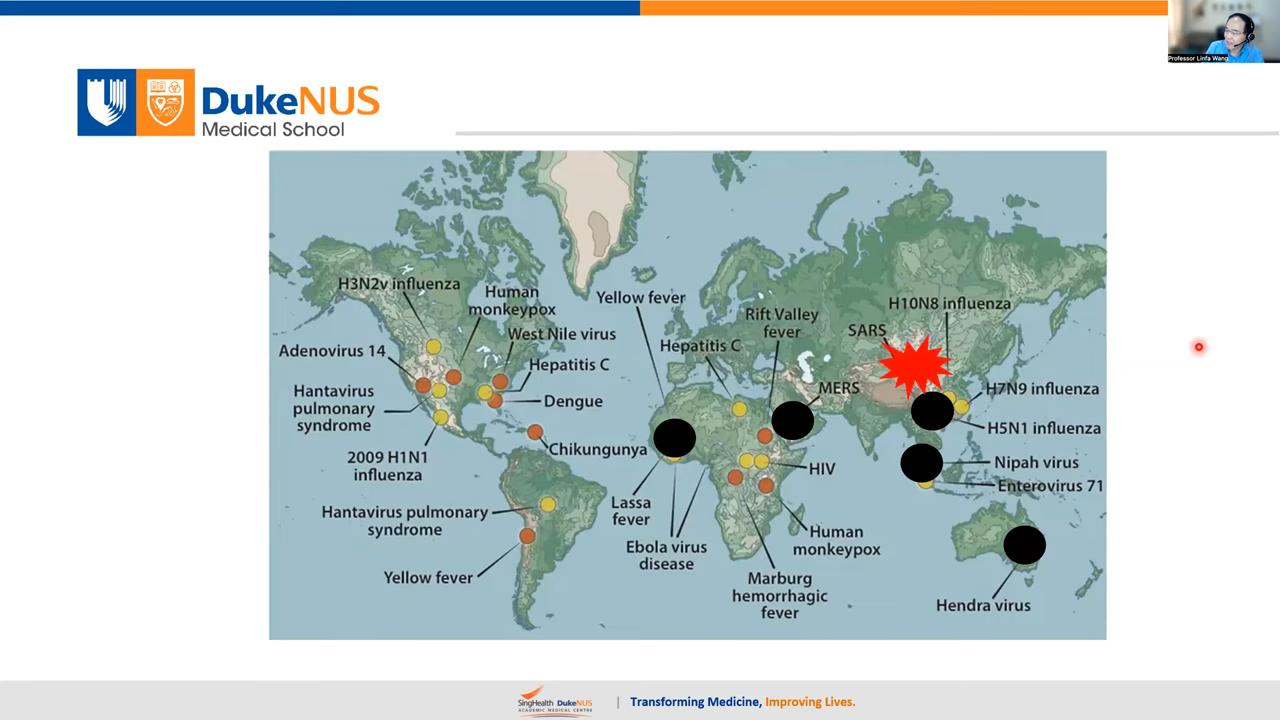 Professor Linfa Wang
DukeNUS
Medical School
H3N2v influenza
Human
monkeypox
West Nile virus
Adenovirus 14
Hepatitis C
Hantavirus
pulmonary
syndrome
Dengue
Chikungunya
2009 H1N1
influenza
Hantavirus pulmonary
syndrome
Yellow fever
Yellow fever
Hepatitis C
Rift Valley
fever
SARS
H10N8 influenza
MERS
H7N9 influenza
H5N1 influenza
HIV
Nipah virus
Enterovirus 71
Lassa
fever
Ebola virus
disease
Human
monkeypox
Marburg
hemorrhagic
fever
Hendra virus
SingHealth DukeNUS
ACADEMIC MEDICAL CENTRE
| Transforming Medicine, Improving Lives.